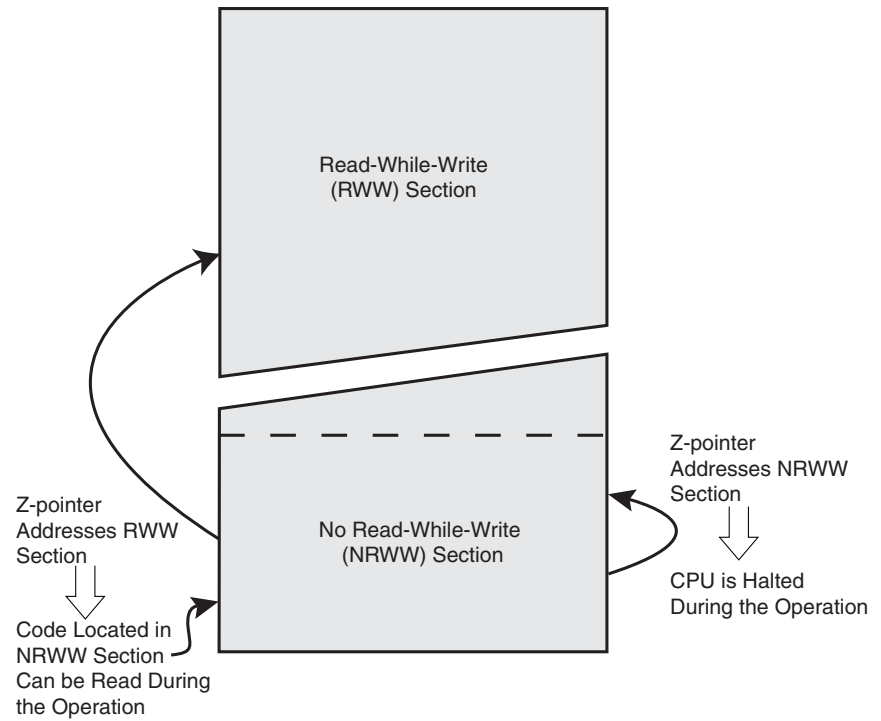 Read-While-Write
(RWW) Section
Z-pointer
Addresses NRWW
Section
Z-pointer
Addresses RWW
Section
No Read-While-Write
(NRWW) Section
CPU is Halted
During the Operation
Code Located in
NRWW Section
Can be Read During
the Operation